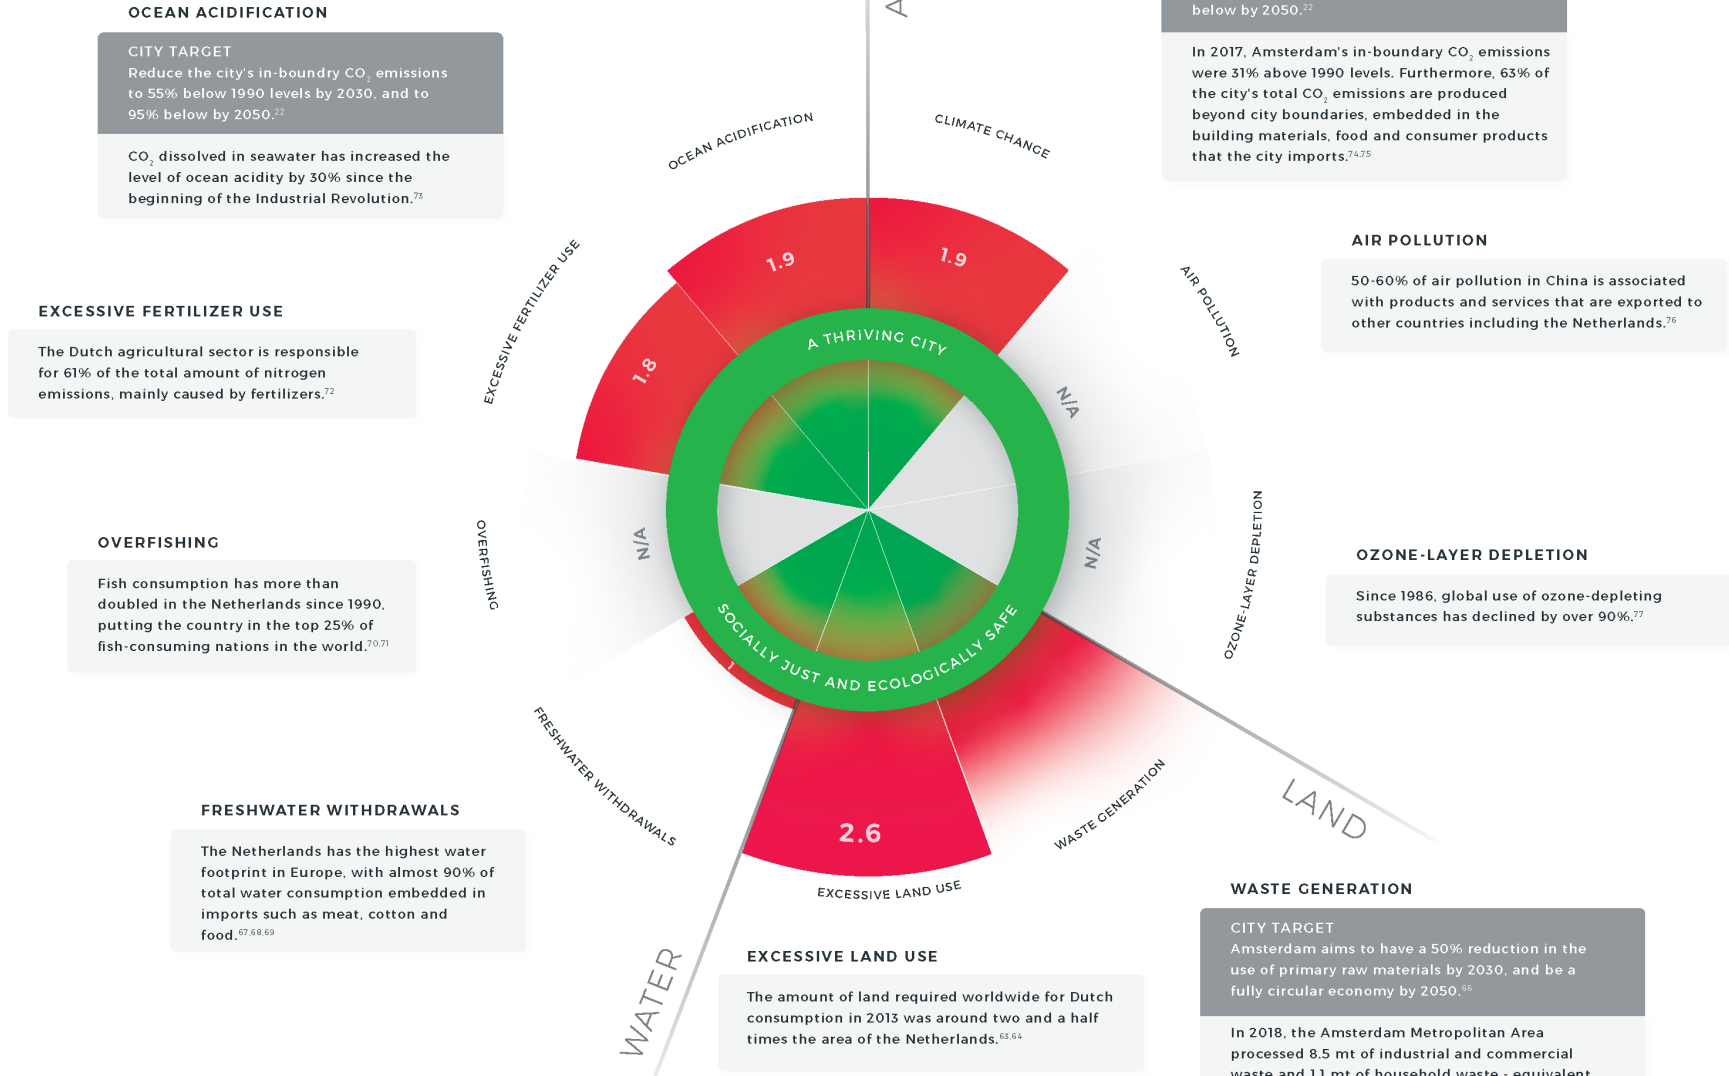 OCEAN ACIDIFICATION
CITY TARGET
Reduce the city's in-boundry CO₂ emissions
to 55% below 1990 levels by 2030, and to
95% below by 2050.22
CO₂ dissolved in seawater has increased the
level of ocean acidity by 30% since the
beginning of the Industrial Revolution.73
EXCESSIVE FERTILIZER USE
The Dutch agricultural sector is responsible
for 61% of the total amount of nitrogen
emissions, mainly caused by fertilizers.72
OVERFISHING
Fish consumption has more than
doubled in the Netherlands since 1990,
putting the country in the top 25% of
fish-consuming nations in the world.70,71
FRESHWATER WITHDRAWALS
The Netherlands has the highest water
footprint in Europe, with almost 90% of
total water consumption embedded in
imports such as meat, cotton and
food.67,68,69
A
OCEAN ACIDIFICATION
CLIMATE CHANGE
EXCESSIVE FERTILIZER USE
AIR POLLUTION
OVERFISHING
OZONE-LAYER DEPLETION
FRESHWATER WITHDRAWALS
WASTE GENERATION
EXCESSIVE LAND USE
1.9
1.9
1.8
N/A
N/A
N/A
1
2.6
A THRIVING CITY
SOCIALLY JUST AND ECOLOGICALLY SAFE
WATER
LAND
below by 2050.22
In 2017, Amsterdam's in-boundary CO₂ emissions
were 31% above 1990 levels. Furthermore, 63% of
the city's total CO₂ emissions are produced
beyond city boundaries, embedded in the
building materials, food and consumer products
that the city imports.74,75
AIR POLLUTION
50-60% of air pollution in China is associated
with products and services that are exported to
other countries including the Netherlands.76
OZONE-LAYER DEPLETION
Since 1986, global use of ozone-depleting
substances has declined by over 90%.77
EXCESSIVE LAND USE
The amount of land required worldwide for Dutch
consumption in 2013 was around two and a half
times the area of the Netherlands.63,64
WASTE GENERATION
CITY TARGET
Amsterdam aims to have a 50% reduction in the
use of primary raw materials by 2030, and be a
fully circular economy by 2050.66
In 2018, the Amsterdam Metropolitan Area
processed 8.5 mt of industrial and commercial
waste and 1.1 mt of household waste - equivalent